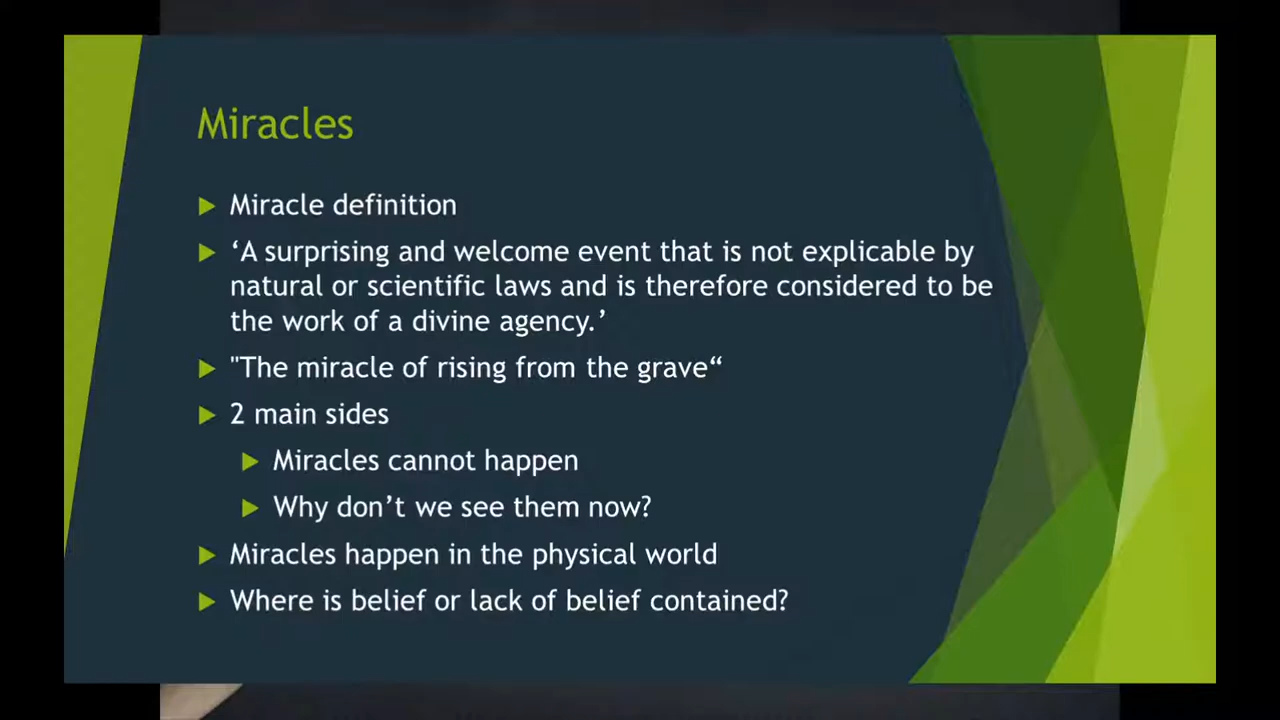 Miracles
Miracle definition
‘A surprising and welcome event that is not explicable by
natural or scientific laws and is therefore considered to be
the work of a divine agency.’
"The miracle of rising from the grave“
2 main sides
Miracles cannot happen
Why don’t we see them now?
Miracles happen in the physical world
Where is belief or lack of belief contained?